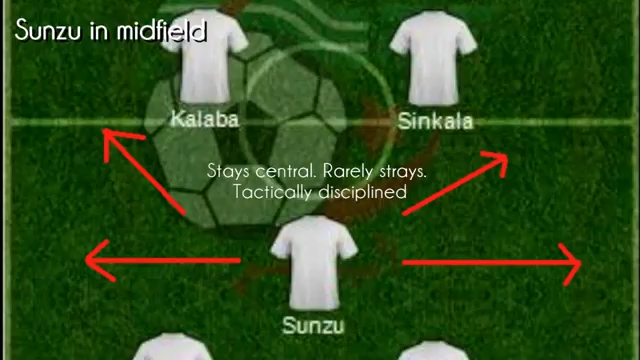 Sunzu in midfield
Kalaba
Sinkala
Stays central. Rarely strays.
Tactically disciplined
Sunzu